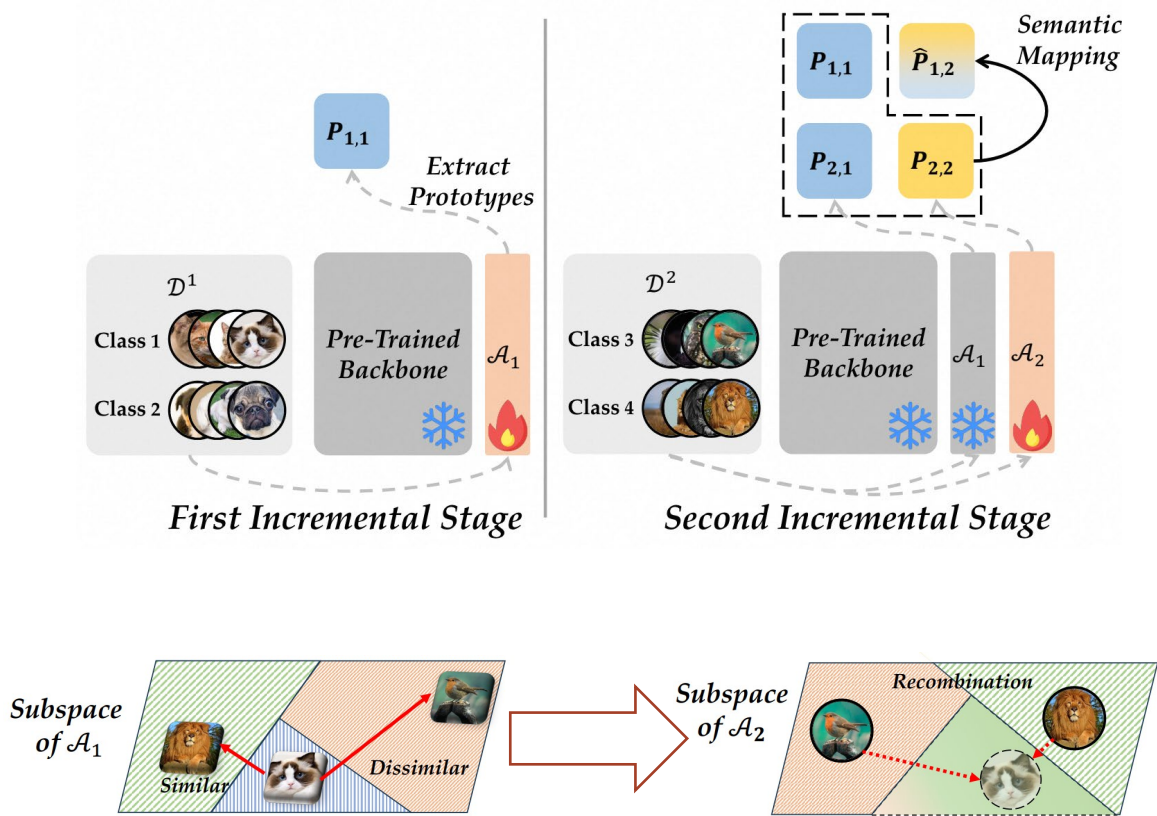 P₁,₁
Extract
Prototypes
𝒟¹
Class 1
Class 2
Pre-Trained
Backbone
𝒜₁
First Incremental Stage
Semantic
Mapping
P₁,₁
P̂₁,₂
P₂,₁
P₂,₂
𝒟²
Class 3
Class 4
Pre-Trained
Backbone
𝒜₁
𝒜₂
Second Incremental Stage
Subspace
of 𝒜₁
Similar
Dissimilar
Subspace
of 𝒜₂
Recombination